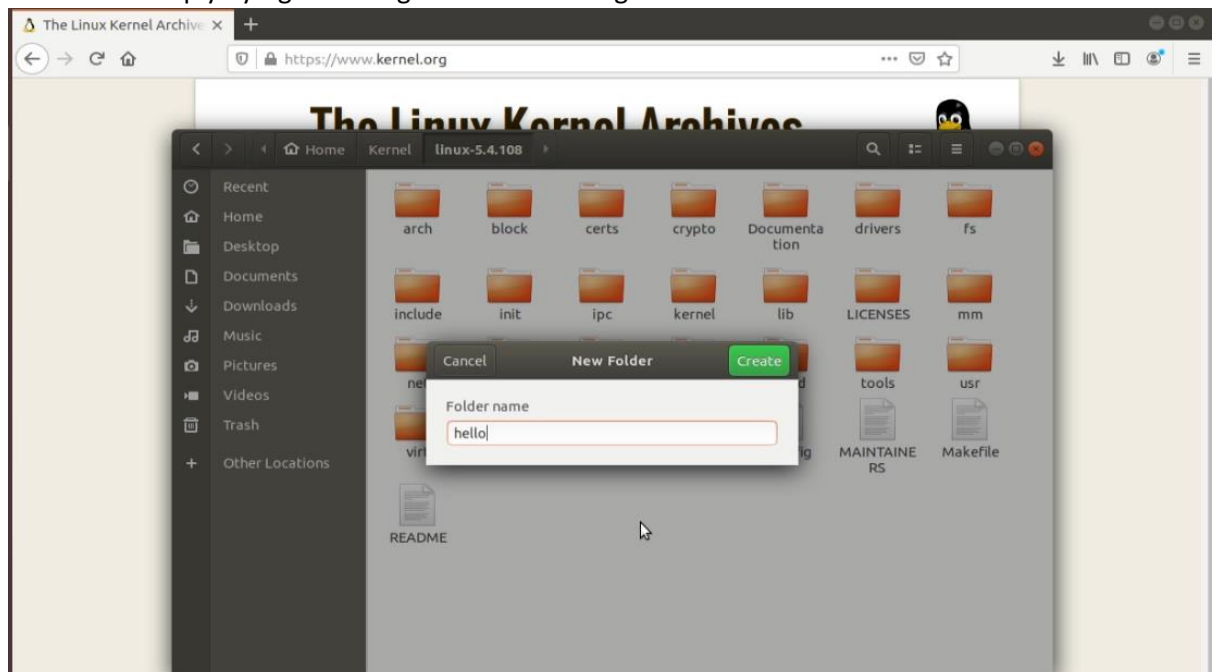 The Linux Kernel Archive
https://www.kernel.org
The Linux Kernel Archives
Home Kernel linux-5.4.108
Recent
Home
Desktop
Documents
Downloads
Music
Pictures
Videos
Trash
Other Locations
arch block certs crypto Documenta
tion drivers fs
include init ipc kernel lib LICENSES mm
tools usr
MAINTAINE
RS Makefile
README
Cancel New Folder Create
Folder name
hello